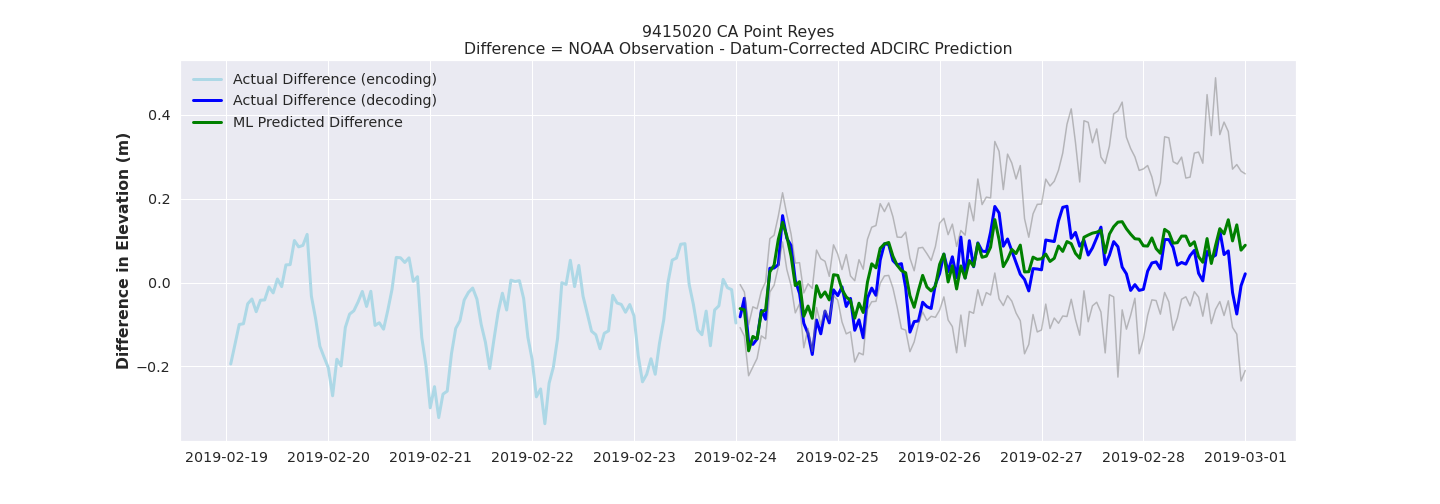 9415020 CA Point Reyes
Difference = NOAA Observation - Datum-Corrected ADCIRC Prediction
Actual Difference (encoding)
Actual Difference (decoding)
ML Predicted Difference
Difference in Elevation (m)
0.4
0.2
0.0
−0.2
2019-02-19 2019-02-20 2019-02-21 2019-02-22 2019-02-23 2019-02-24 2019-02-25 2019-02-26 2019-02-27 2019-02-28 2019-03-01